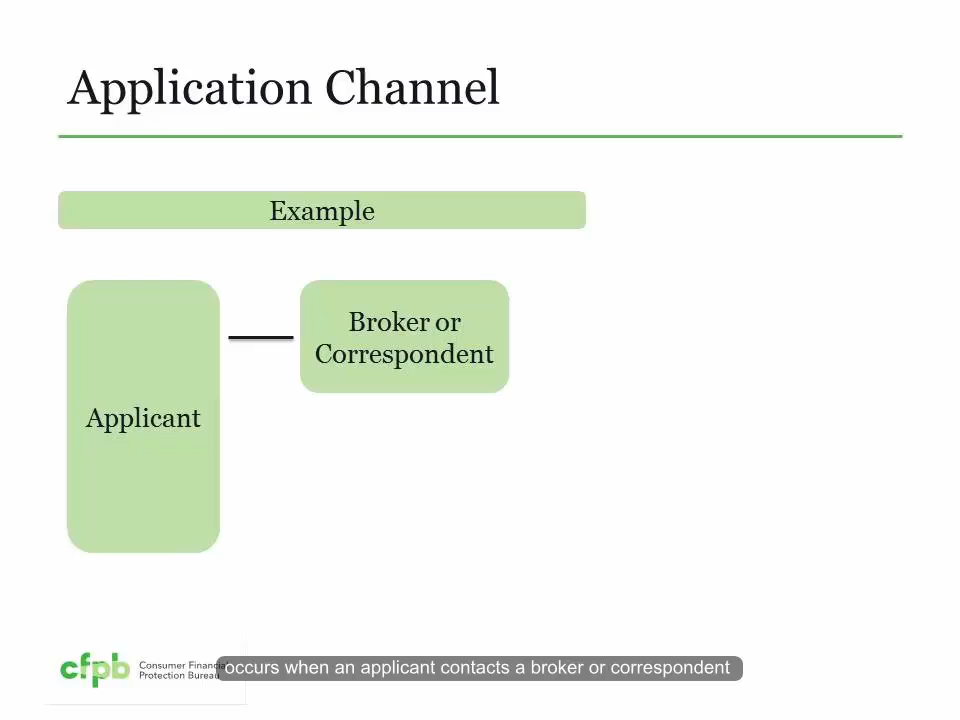 Application Channel
Example
Broker or
Correspondent
Applicant
cfpb
Consumer Financial
Protection Bureau
occurs when an applicant contacts a broker or correspondent